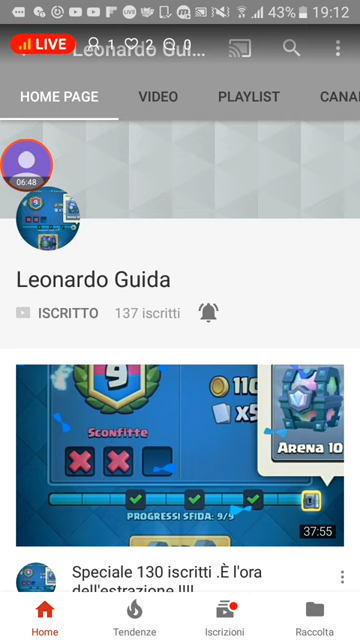 43% 19:12
LIVE 1 2 0
Leonardo Gui...
HOME PAGE VIDEO PLAYLIST CANA
06:48
9
Leonardo Guida
ISCRITTO 137 iscritti
9
110
x5
Sconfitte
Arena 10
PROGRESSI SFIDA: 9/9
37:55
Speciale 130 iscritti .È l'ora
dell'estrazione !!!!
Home Tendenze Iscrizioni Raccolta